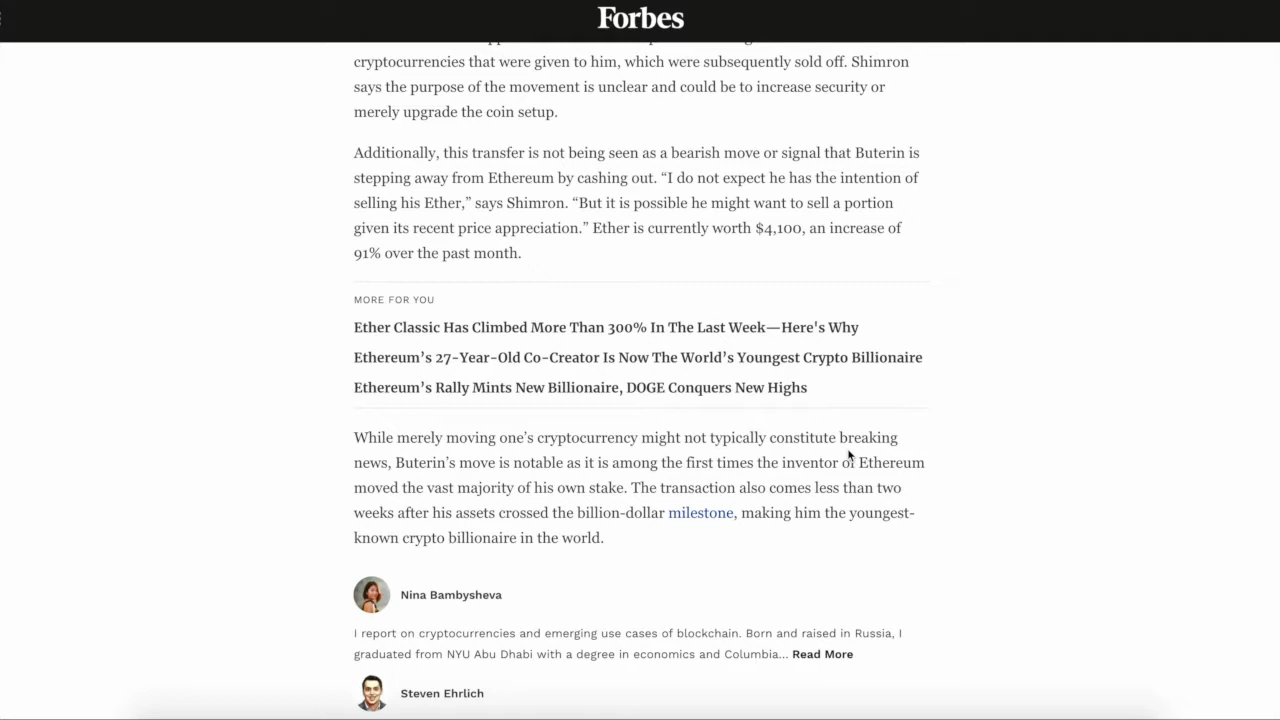 Forbes
cryptocurrencies that were given to him, which were subsequently sold off. Shimron
says the purpose of the movement is unclear and could be to increase security or
merely upgrade the coin setup.
Additionally, this transfer is not being seen as a bearish move or signal that Buterin is
stepping away from Ethereum by cashing out. “I do not expect he has the intention of
selling his Ether,” says Shimron. “But it is possible he might want to sell a portion
given its recent price appreciation.” Ether is currently worth $4,100, an increase of
91% over the past month.
MORE FOR YOU
Ether Classic Has Climbed More Than 300% In The Last Week—Here's Why
Ethereum’s 27-Year-Old Co-Creator Is Now The World’s Youngest Crypto Billionaire
Ethereum’s Rally Mints New Billionaire, DOGE Conquers New Highs
While merely moving one’s cryptocurrency might not typically constitute breaking
news, Buterin’s move is notable as it is among the first times the inventor of Ethereum
moved the vast majority of his own stake. The transaction also comes less than two
weeks after his assets crossed the billion-dollar milestone, making him the youngest-
known crypto billionaire in the world.
Nina Bambysheva
I report on cryptocurrencies and emerging use cases of blockchain. Born and raised in Russia, I
graduated from NYU Abu Dhabi with a degree in economics and Columbia... Read More
Steven Ehrlich